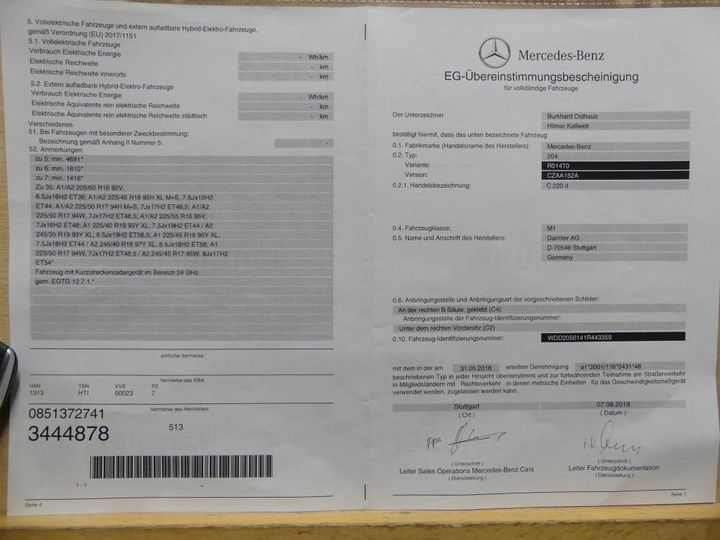 5. Vollelektrische Fahrzeuge und extern aufladbare Hybrid-Elektro-Fahrzeuge,
gemäß Verordnung (EU) 2017/1151
5.1. Vollelektrische Fahrzeuge
Verbrauch Elektrische Energie - Wh/km
Elektrische Reichweite - km
Elektrische Reichweite innerorts - km
5.2. Extern aufladbare Hybrid-Elektro-Fahrzeuge
Verbrauch Elektrische Energie - Wh/km
Elektrische Äquivalente rein elektrische Reichweite - km
Elektrische Äquivalente rein elektrische Reichweite städtisch - km
Verschiedenes
51. Bei Fahrzeugen mit besonderer Zweckbestimmung:
Bezeichnung gemäß Anhang II Nummer 5: -
52. Anmerkungen:
zu 5: min. 4691*
zu 6: min. 1810*
zu 7: min. 1416*
Zu 35: A1/A2 205/60 R16 92V,
6.5Jx16H2 ET38; A1/A2 225/45 R18 95H XL M+S, 7.5Jx18H2
ET44; A1/A2 225/50 R17 94H M+S, 7Jx17H2 ET48,5; A1/A2
225/50 R17 94W, 7Jx17H2 ET48,5; A1/A2 225/55 R16 95V,
7Jx16H2 ET48; A1 225/40 R19 93Y XL, 7.5Jx19H2 ET44 / A2
245/35 R19 93Y XL, 8.5Jx19H2 ET56,5; A1 225/45 R18 95Y XL,
7.5Jx18H2 ET44 / A2 245/40 R18 97Y XL, 8.5Jx18H2 ET56; A1
225/50 R17 94W, 7Jx17H2 ET48,5 / A2 245/45 R17 95W, 8Jx17H2
ET54*
Fahrzeug mit Kurzstreckenradargerät im Bereich 24 GHz
gem. EGTG 12.7.1.*
amtliche Vermerke
Vermerke des KBA
HSN TSN VVS PZ
1313 HTI 00023 7
Vermerke des Herstellers
0851372741
3444878
513
- 1-1 -
Seite 4
Mercedes-Benz
EG-Übereinstimmungsbescheinigung
für vollständige Fahrzeuge
Der Unterzeichner Burkhard Osthaus
Hilmar Kallweit
bestätigt hiermit, dass das unten bezeichnete Fahrzeug
0.1. Fabrikmarke (Handelsname des Herstellers): Mercedes-Benz
0.2. Typ: 204
Variante: R014T0
Version: CZAA152A
0.2.1. Handelsbezeichnung: C 220 d
0.4. Fahrzeugklasse: M1
0.5. Name und Anschrift des Herstellers: Daimler AG
D-70546 Stuttgart
Germany
0.6. Anbringungsstelle und Anbringungsart der vorgeschriebenen Schilder:
An der rechten B-Säule, geklebt (C4)
Anbringungsstelle der Fahrzeug-Identifizierungsnummer:
Unter dem rechten Vordersitz (C2)
0.10. Fahrzeug-Identifizierungsnummer: WDD2050141R443359
mit dem in der am 31.05.2018 erteilten Genehmigung e1*2001/116*0431*48
beschriebenen Typ in jeder Hinsicht übereinstimmt und zur fortwährenden Teilnahme am Straßenverkehr
in Mitgliedsländern mit Rechtsverkehr in denen metrische Einheiten für das Geschwindigkeitsmeßgerät
verwendet werden, zugelassen werden kann.
Stuttgart 07.08.2018
( Ort ) ( Datum )
ppa
( Unterschrift ) ( Unterschrift )
Leiter Sales Operations Mercedes-Benz Cars Leiter Fahrzeugdokumentation
( Dienststellung ) ( Dienststellung )
Seite 1